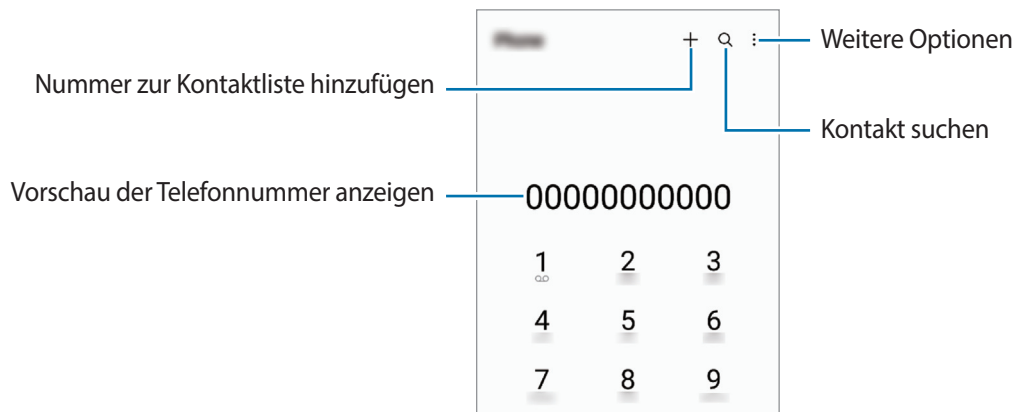 Weitere Optionen
Nummer zur Kontaktliste hinzufügen
Kontakt suchen
Vorschau der Telefonnummer anzeigen
00000000000
1 2 3
4 5 6
7 8 9